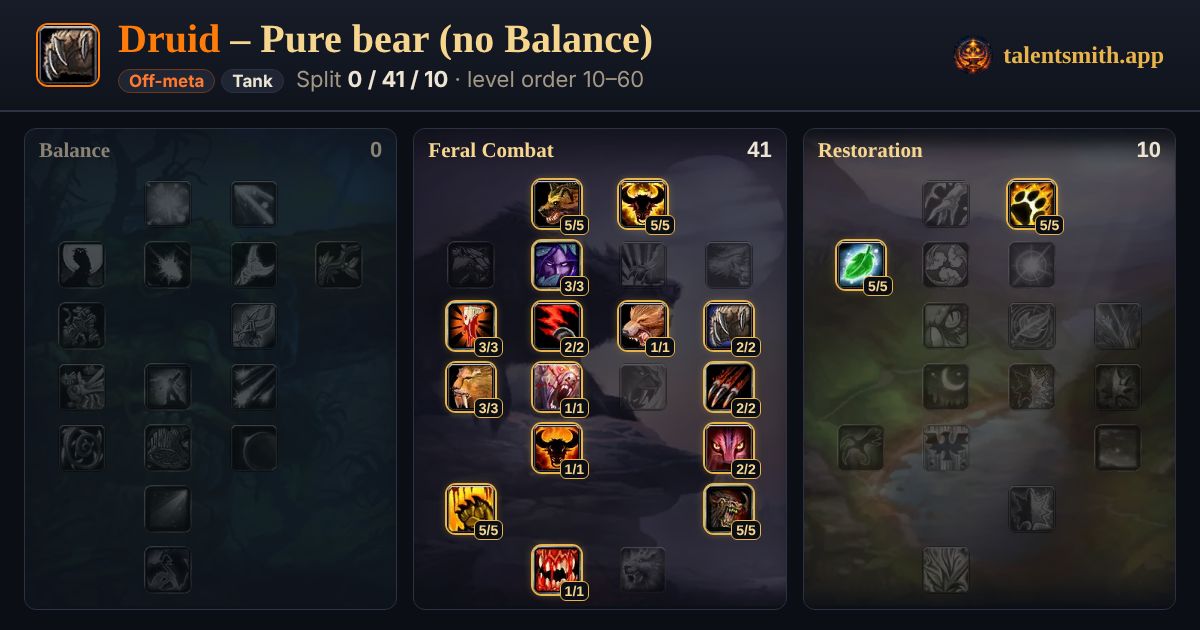 Druid – Pure bear (no Balance)
Off-meta Tank Split 0 / 41 / 10 · level order 10–60
talentsmith.app
Balance 0
Feral Combat 41
5/5 5/5
3/3
3/3 2/2 1/1 2/2
3/3 1/1 2/2
1/1 2/2
5/5 5/5
1/1
Restoration 10
5/5
5/5